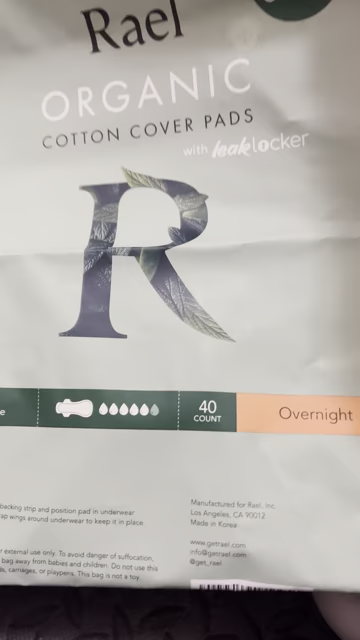 Rael
ORGANIC
COTTON COVER PADS
with leaklocker
R
e
40
COUNT
Overnight
backing strip and position pad in underwear
ap wings around underwear to keep it in place
r external use only. To avoid danger of suffocation,
bag away from babies and children. Do not use this
s, carriages, or playpens. This bag is not a toy.
Manufactured for Rael, Inc.
Los Angeles, CA 90012
Made in Korea
www.getrael.com
info@getrael.com
@get_rael